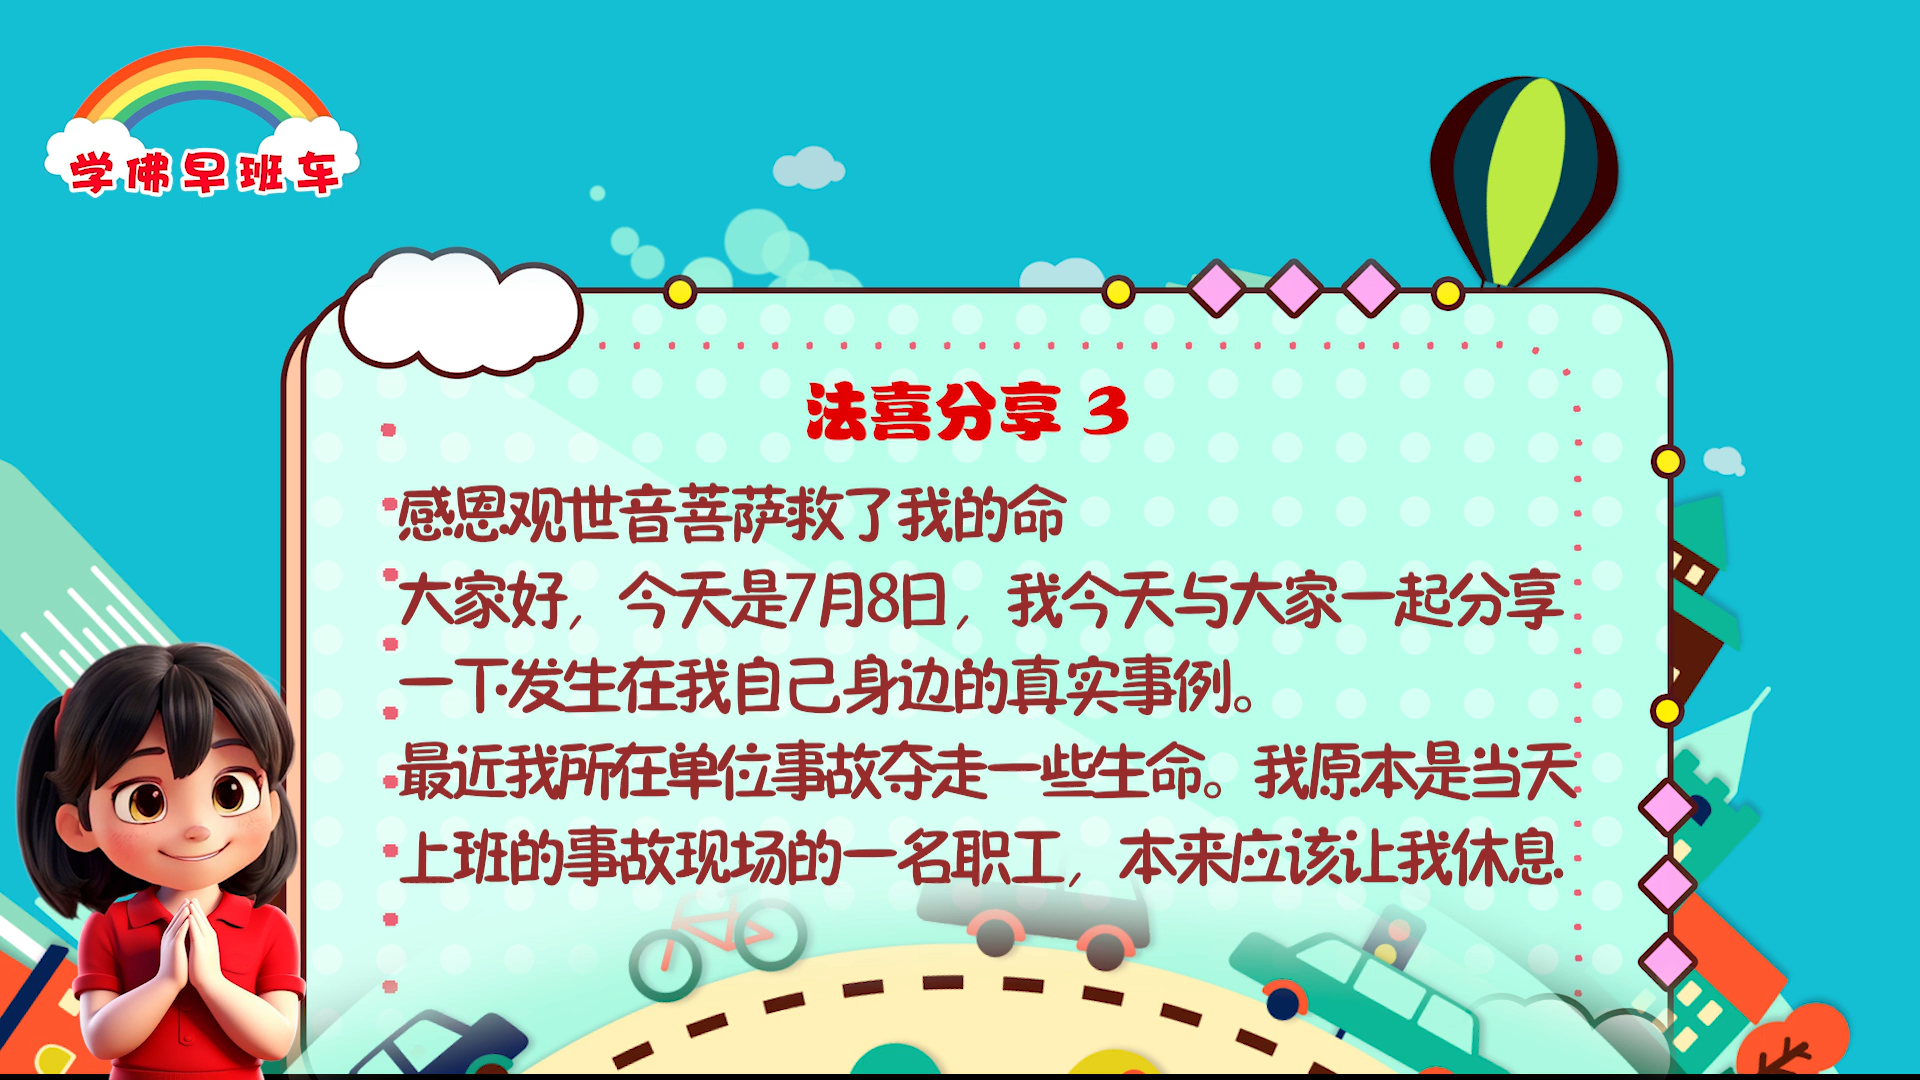 学佛早班车
法喜分享 3
感恩观世音菩萨救了我的命
大家好，今天是7月8日，我今天与大家一起分享
一下发生在我自己身边的真实事例。
最近我所在单位事故夺走一些生命。我原本是当天
上班的事故现场的一名职工，本来应该让我休息